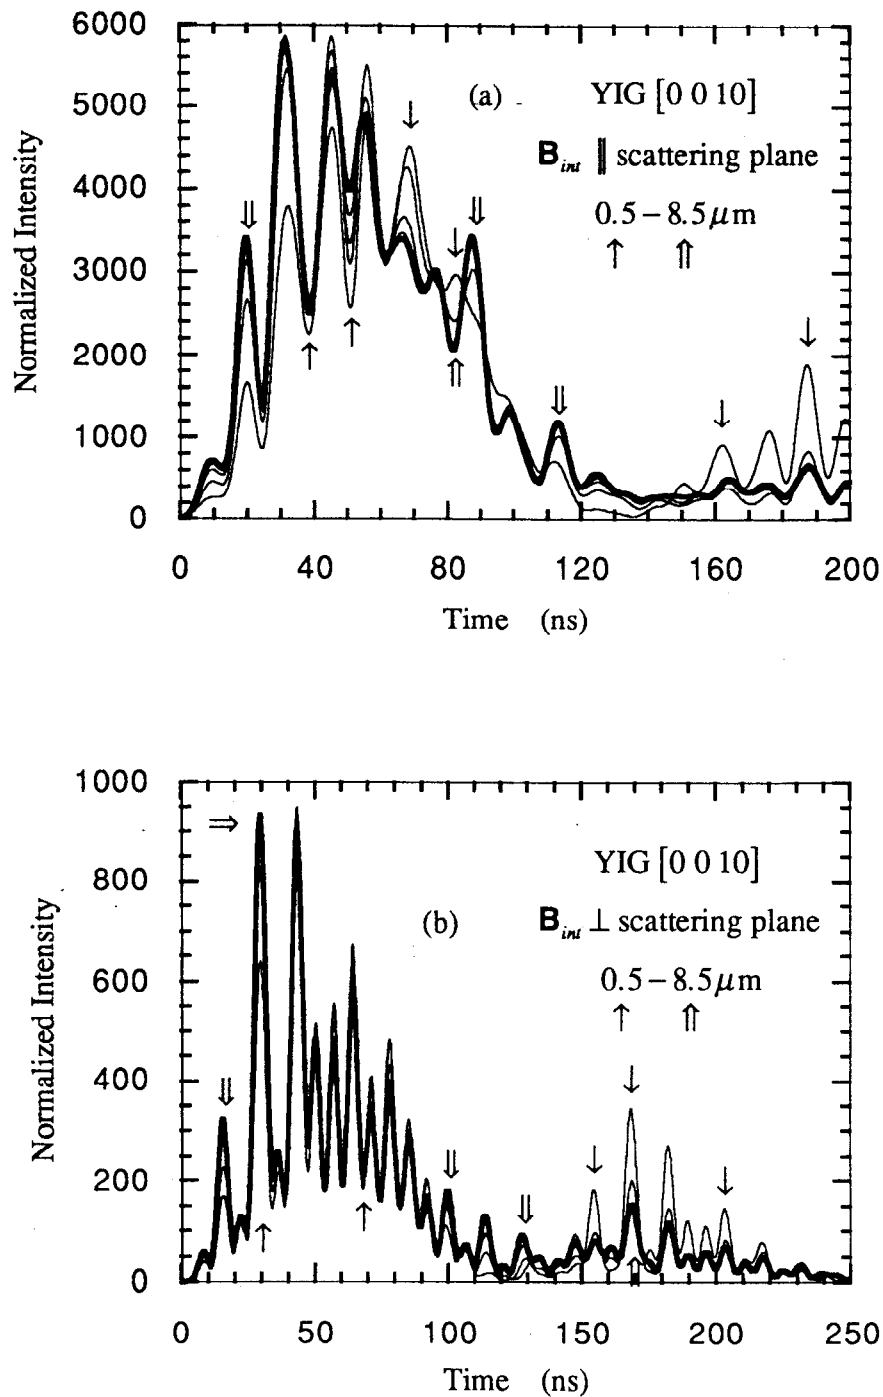 6000
5000
4000
3000
2000
1000
0
Normalized Intensity
(a)
YIG [0 0 10]
B_int ∥ scattering plane
0.5 – 8.5 μm
↑ ⇑
0 40 80 120 160 200
Time (ns)
1000
800
600
400
200
0
Normalized Intensity
(b)
YIG [0 0 10]
B_int ⊥ scattering plane
0.5 – 8.5 μm
↑ ⇑
0 50 100 150 200 250
Time (ns)